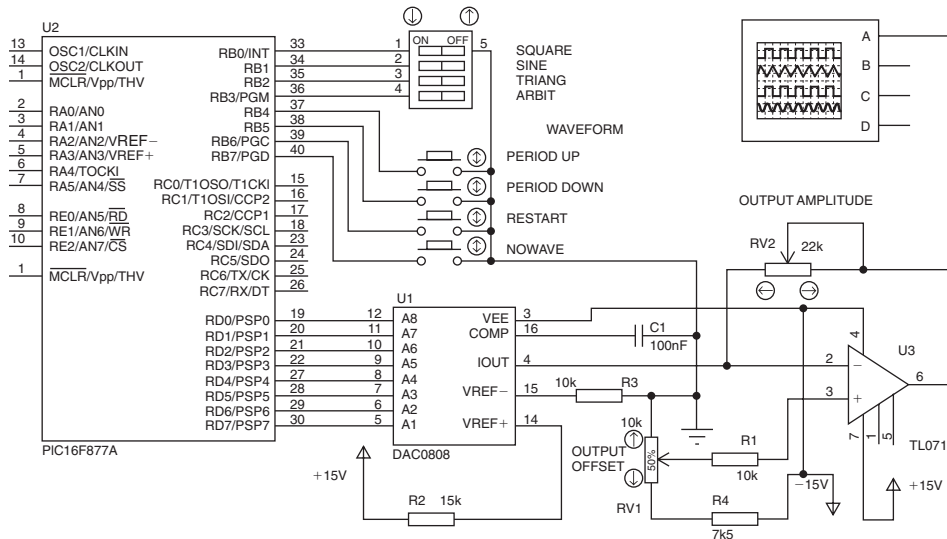 U2
13 OSC1/CLKIN
14 OSC2/CLKOUT
1 MCLR/Vpp/THV
2 RA0/AN0
3 RA1/AN1
4 RA2/AN2/VREF−
5 RA3/AN3/VREF+
6 RA4/TOCKI
7 RA5/AN4/SS
8 RE0/AN5/RD
9 RE1/AN6/WR
10 RE2/AN7/CS
1 MCLR/Vpp/THV
RB0/INT 33
RB1 34
RB2 35
RB3/PGM 36
RB4 37
RB5 38
RB6/PGC 39
RB7/PGD 40
RC0/T1OSO/T1CKI 15
RC1/T1OSI/CCP2 16
RC2/CCP1 17
RC3/SCK/SCL 18
RC4/SDI/SDA 23
RC5/SDO 24
RC6/TX/CK 25
RC7/RX/DT 26
RD0/PSP0 19
RD1/PSP1 20
RD2/PSP2 21
RD3/PSP3 22
RD4/PSP4 27
RD5/PSP5 28
RD6/PSP6 29
RD7/PSP7 30
PIC16F877A
ON OFF
1 5
2
3
4
SQUARE
SINE
TRIANG
ARBIT
WAVEFORM
PERIOD UP
PERIOD DOWN
RESTART
NOWAVE
A
B
C
D
OUTPUT AMPLITUDE
RV2 22k
U1
12 A8
11 A7
10 A6
9 A5
8 A4
7 A3
6 A2
5 A1
VEE 3
COMP 16
IOUT 4
VREF− 15
VREF+ 14
DAC0808
C1
100nF
10k R3
10k
50%
OUTPUT
OFFSET
RV1
R1
10k
R4
7k5
−15V
+15V
R2 15k
U3
4
2 −
3 +
6
7 1 5
TL071
+15V